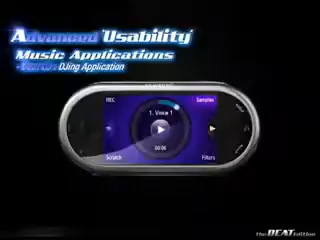 Advanced Usability
Music Applications
DJing Application
REC
Samples
1. Voice 1
00:00
Scratch
Filters
the BEAT edition